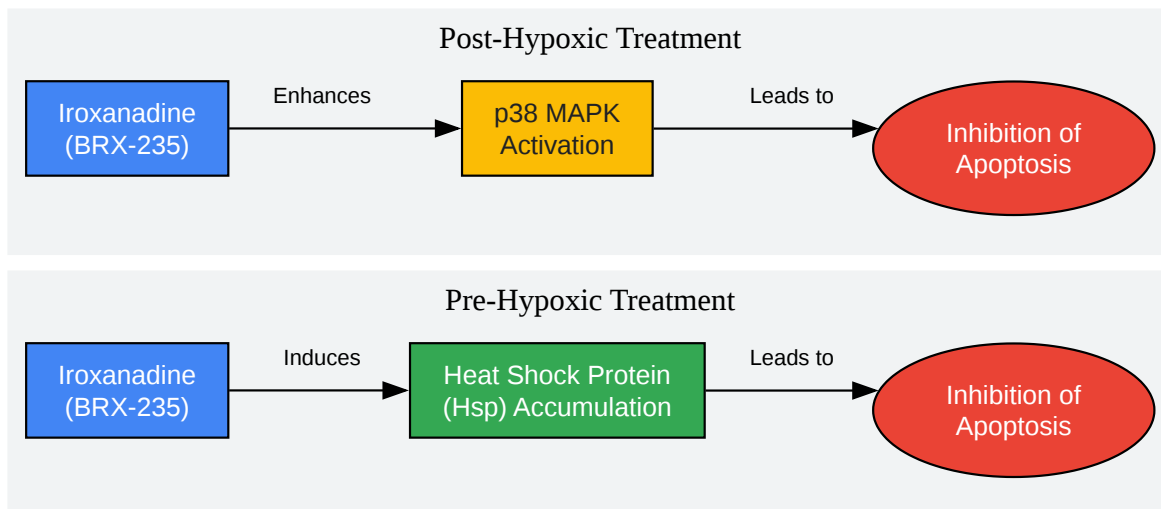 Post-Hypoxic Treatment
Iroxanadine
(BRX-235)
Enhances
p38 MAPK
Activation
Leads to
Inhibition of
Apoptosis
Pre-Hypoxic Treatment
Iroxanadine
(BRX-235)
Induces
Heat Shock Protein
(Hsp) Accumulation
Leads to
Inhibition of
Apoptosis